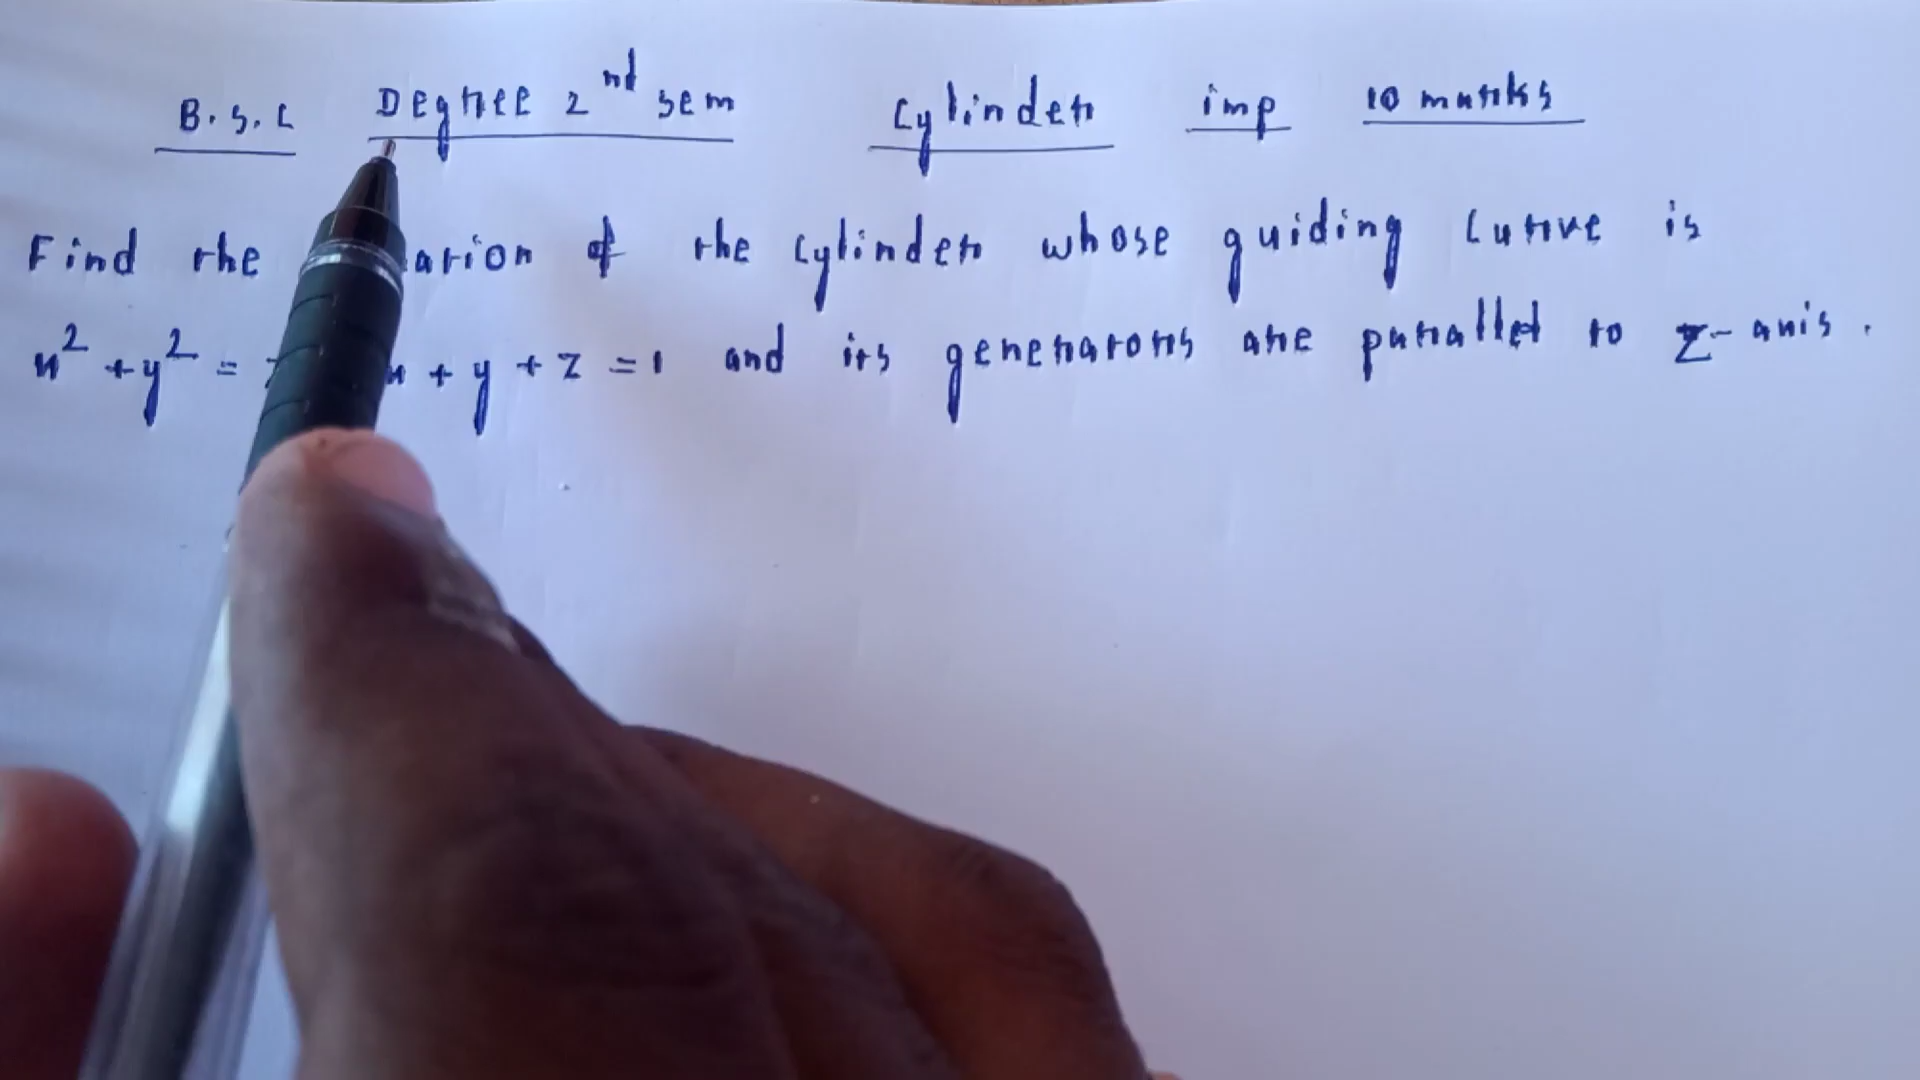 B.S.C Degree 2nd sem Cylinder imp 10 marks
Find the of the Cylinder whose guiding Curve is
x² + y² = x + y + z = 1 and its generators are parallel to Z-axis.